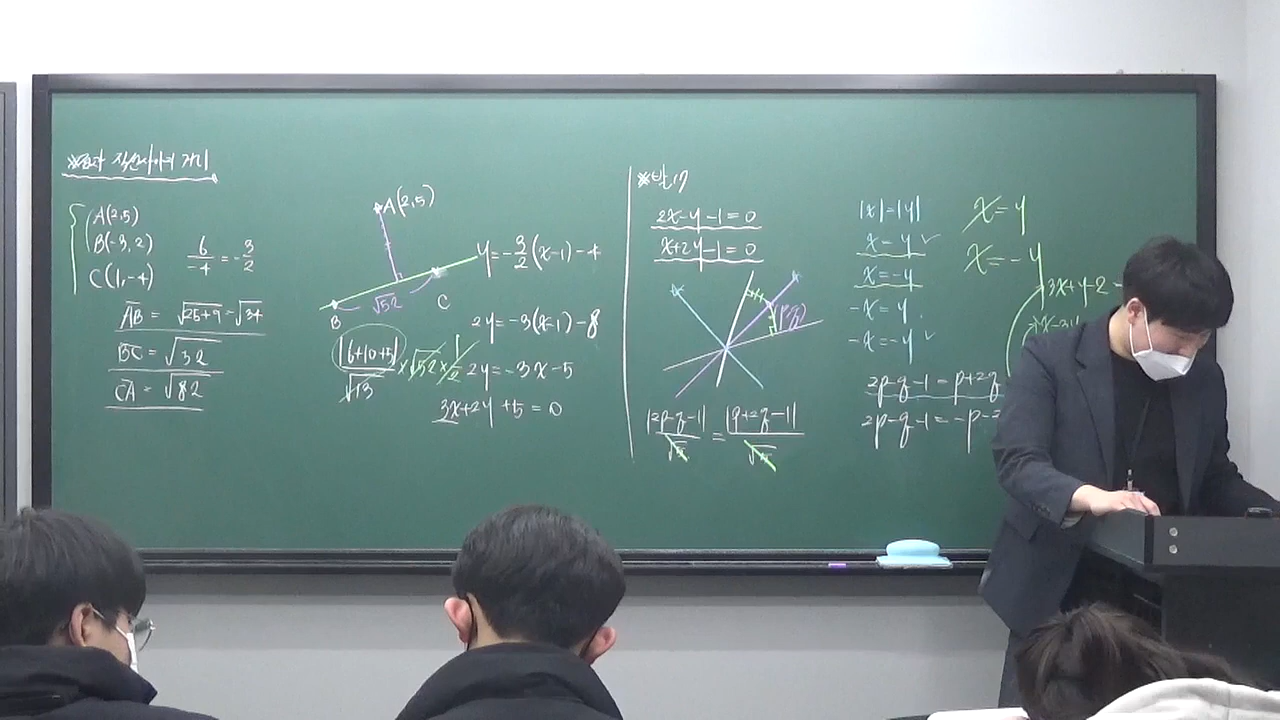 ※점과 직선사이의 거리
A(2,5)
B(-3,2)
C(1,-4)
6/-4 = -3/2
AB = √25+9 = √34
BC = √52
CA = √82
A(2,5)
B
√52
C
y=-3/2(x-1)-4
2y=-3(x-1)-8
2y=-3x-5
3x+2y+5=0
|6+10+5|/√13 × √52 × 1/2
2x-y-1=0
x+2y-1=0
|2p-q-1|/√5 = |p+2q-1|/√5
|x|=|y|
x=y ✓
x=-y
-x=y
-x=-y ✓
2p-q-1=p+2q
2p-q-1=-p-2
x=y
x=-y
3x+y-2